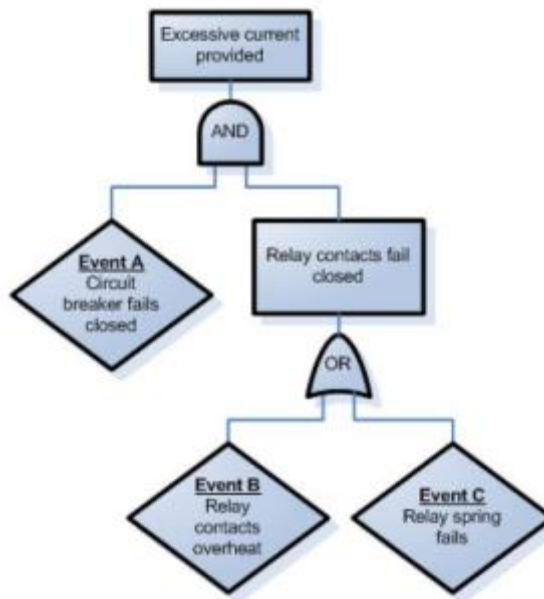 Excessive current
provided
AND
Event A
Circuit
breaker fails
closed
Relay contacts fail
closed
OR
Event B
Relay
contacts
overheat
Event C
Relay spring
fails